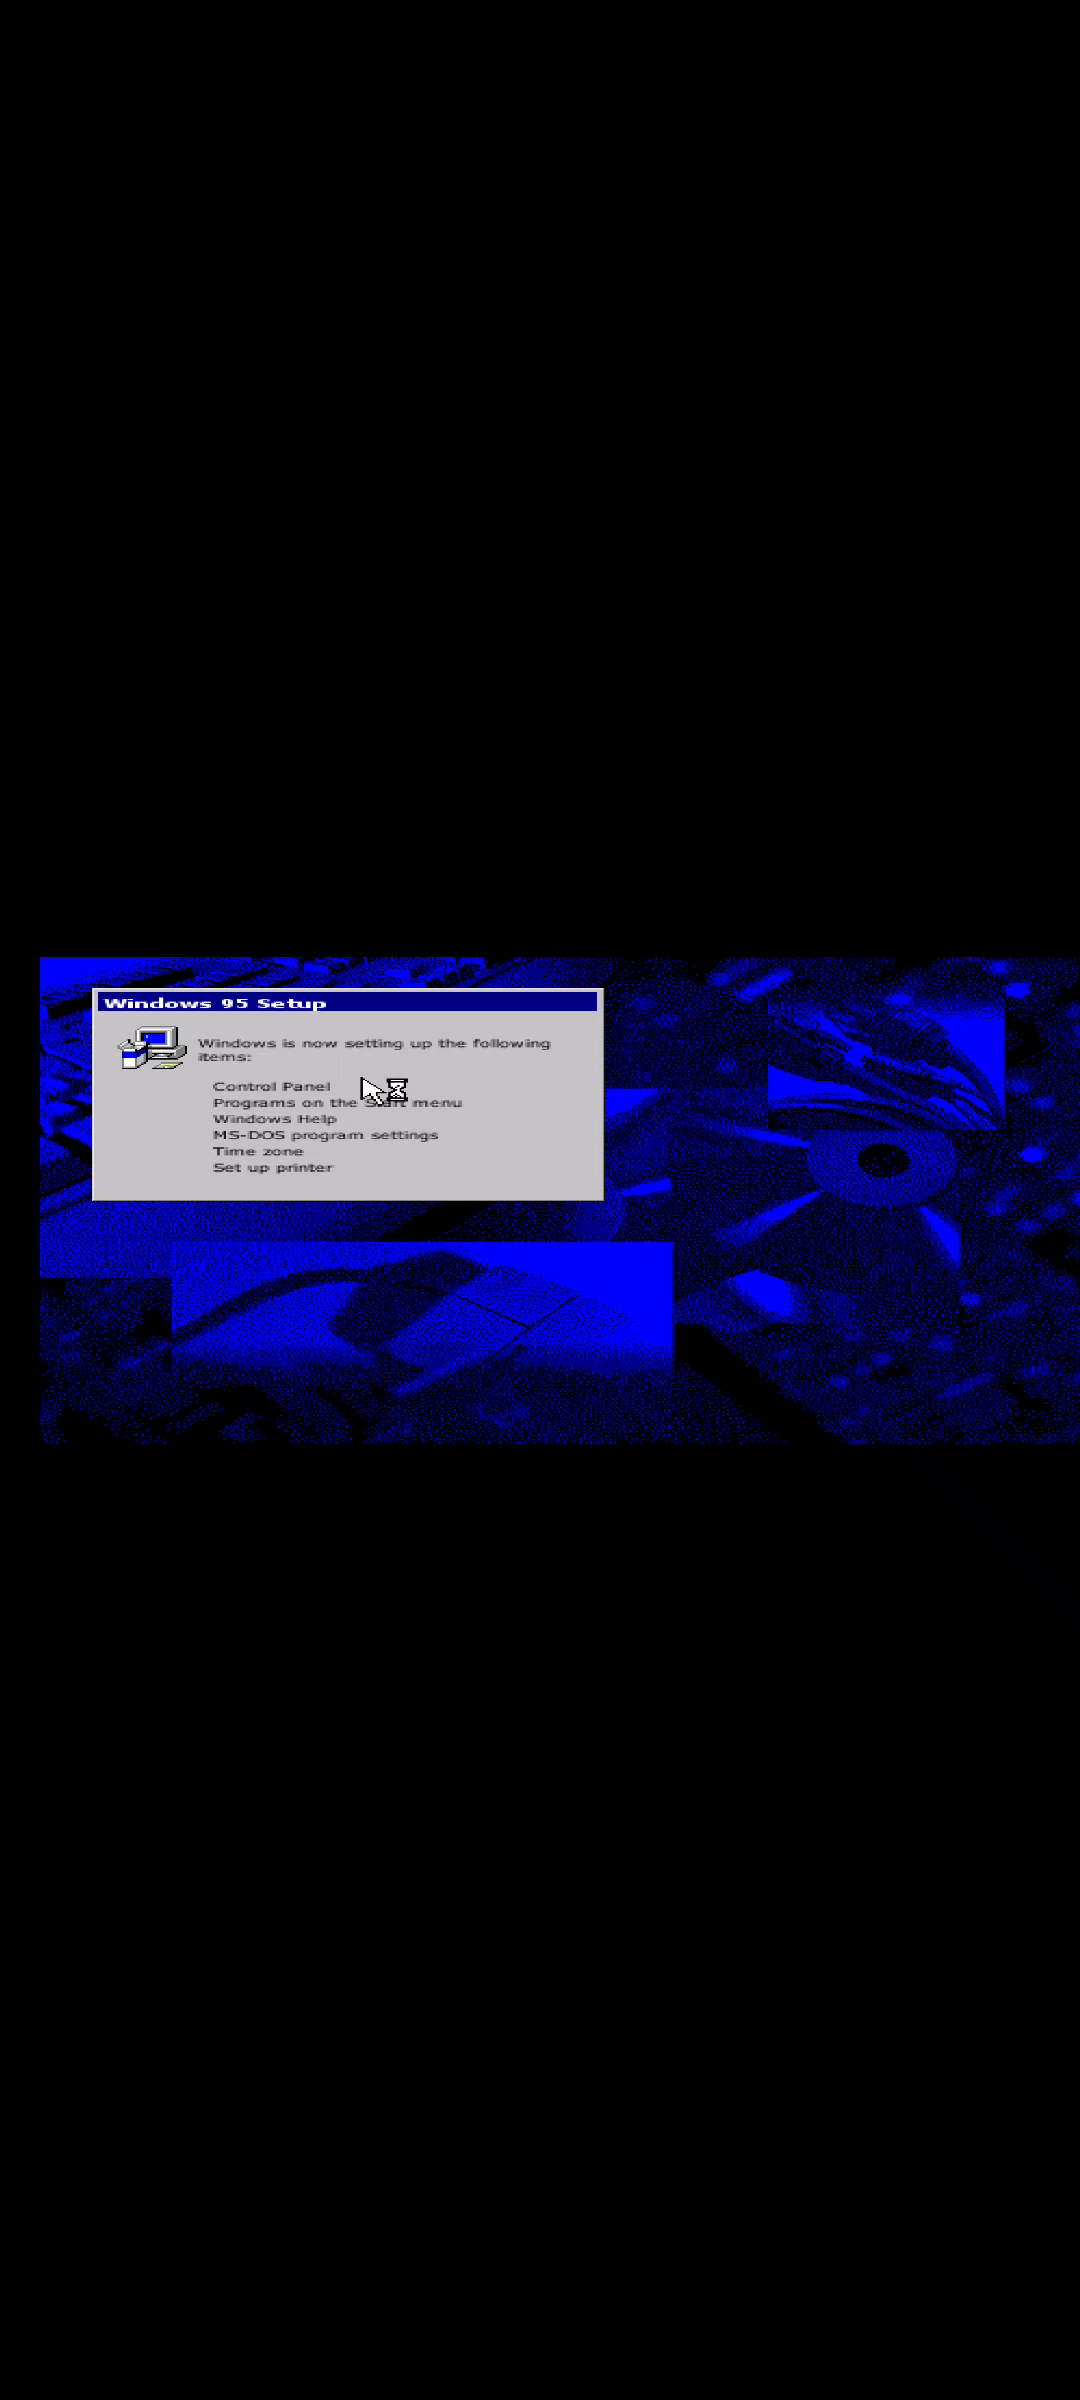 Windows 95 Setup
Windows is now setting up the following
items:
Control Panel
Programs on the Start menu
Windows Help
MS-DOS program settings
Time zone
Set up printer